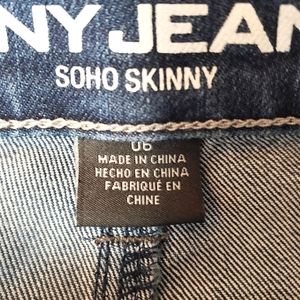 NY JEAN
SOHO SKINNY
06
MADE IN CHINA
HECHO EN CHINA
FABRIQUÉ EN
CHINE